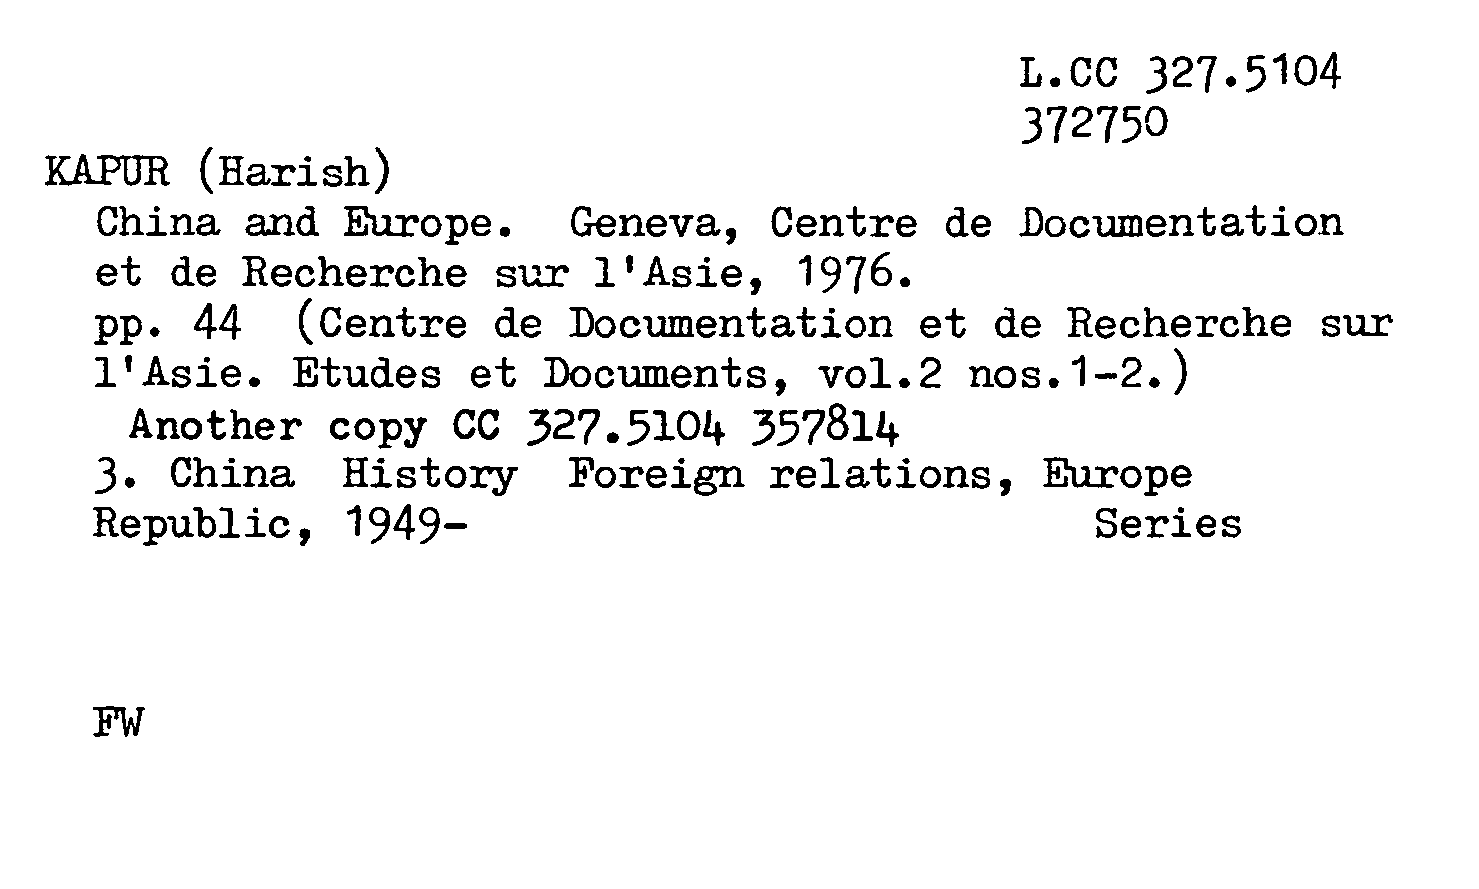 L.CC 327.5104
372750
KAPUR (Harish)
China and Europe. Geneva, Centre de Documentation
et de Recherche sur l'Asie, 1976.
pp. 44 (Centre de Documentation et de Recherche sur
l'Asie. Etudes et Documents, vol.2 nos.1-2.)
Another copy CC 327.5104 357814
3. China History Foreign relations, Europe
Republic, 1949- Series
FW